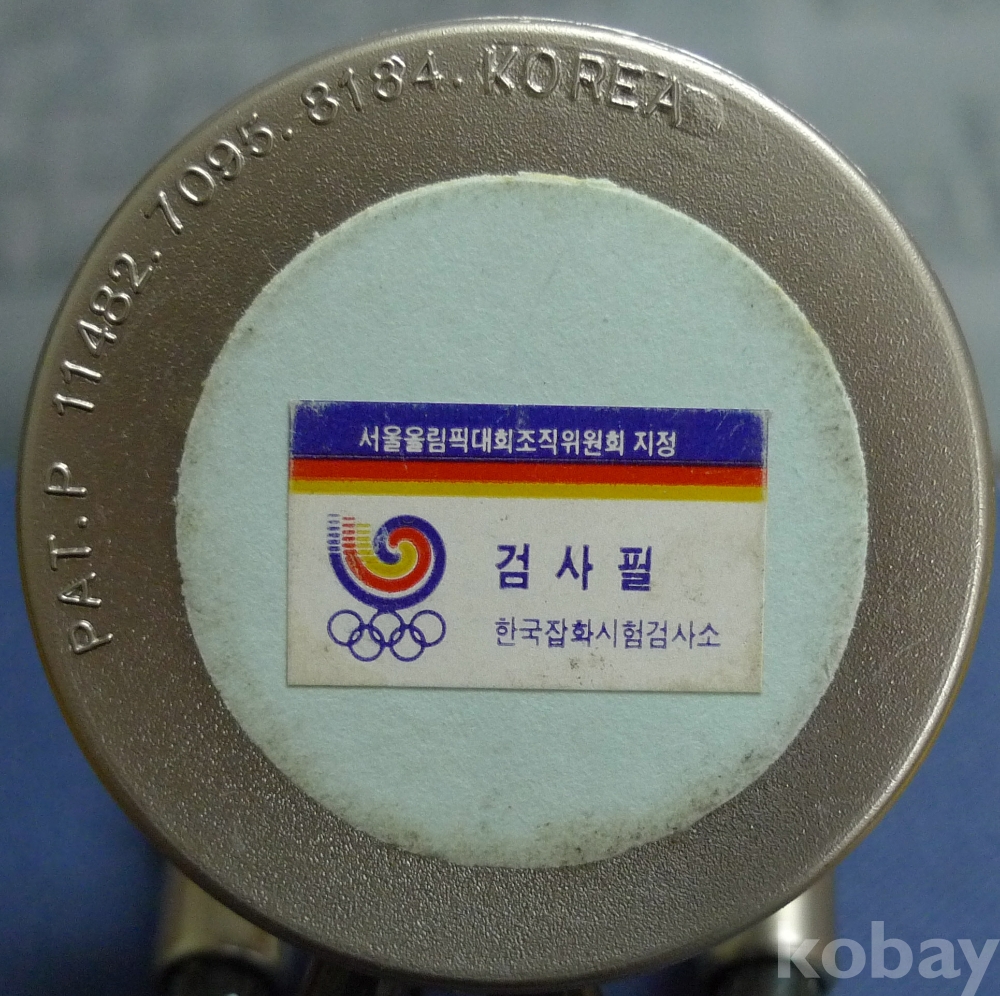 PAT.P 11482.7095.8184.KOREA
서울올림픽대회조직위원회 지정
검사필
한국잡화시험검사소
kobay